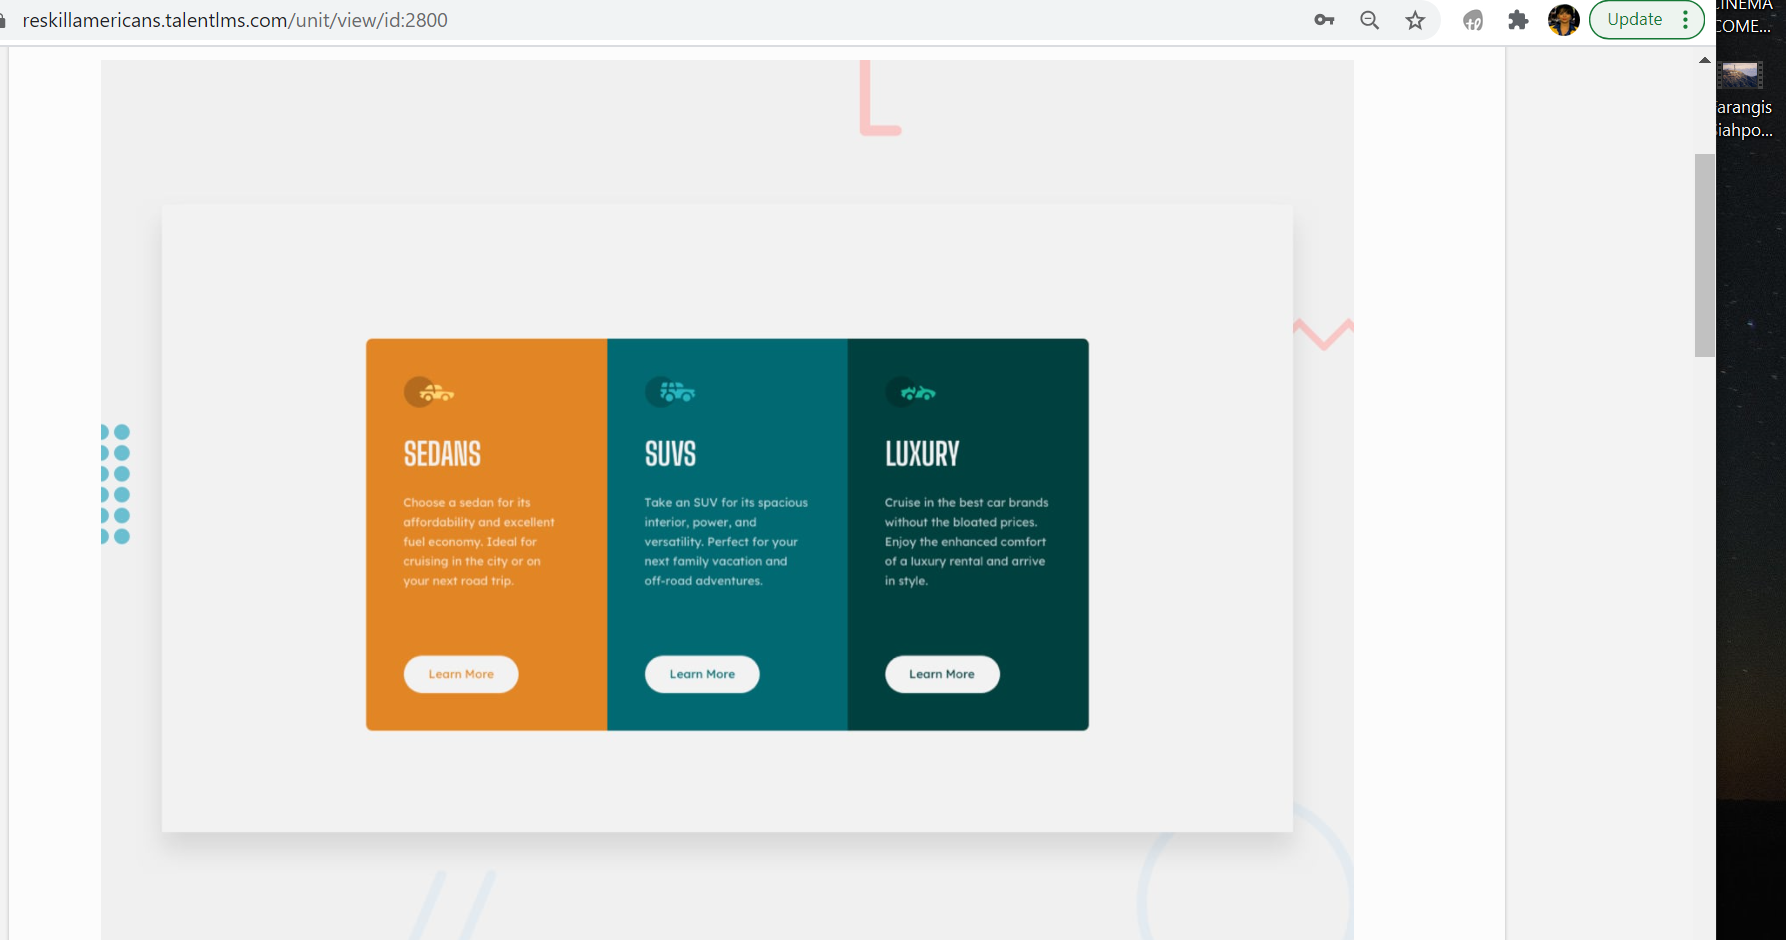 reskillamericans.talentlms.com/unit/view/id:2800
Update
CINEMA
COME...
arangis
iahpo...
SEDANS
Choose a sedan for its
affordability and excellent
fuel economy. Ideal for
cruising in the city or on
your next road trip.
Learn More
SUVS
Take an SUV for its spacious
interior, power, and
versatility. Perfect for your
next family vacation and
off-road adventures.
Learn More
LUXURY
Cruise in the best car brands
without the bloated prices.
Enjoy the enhanced comfort
of a luxury rental and arrive
in style.
Learn More